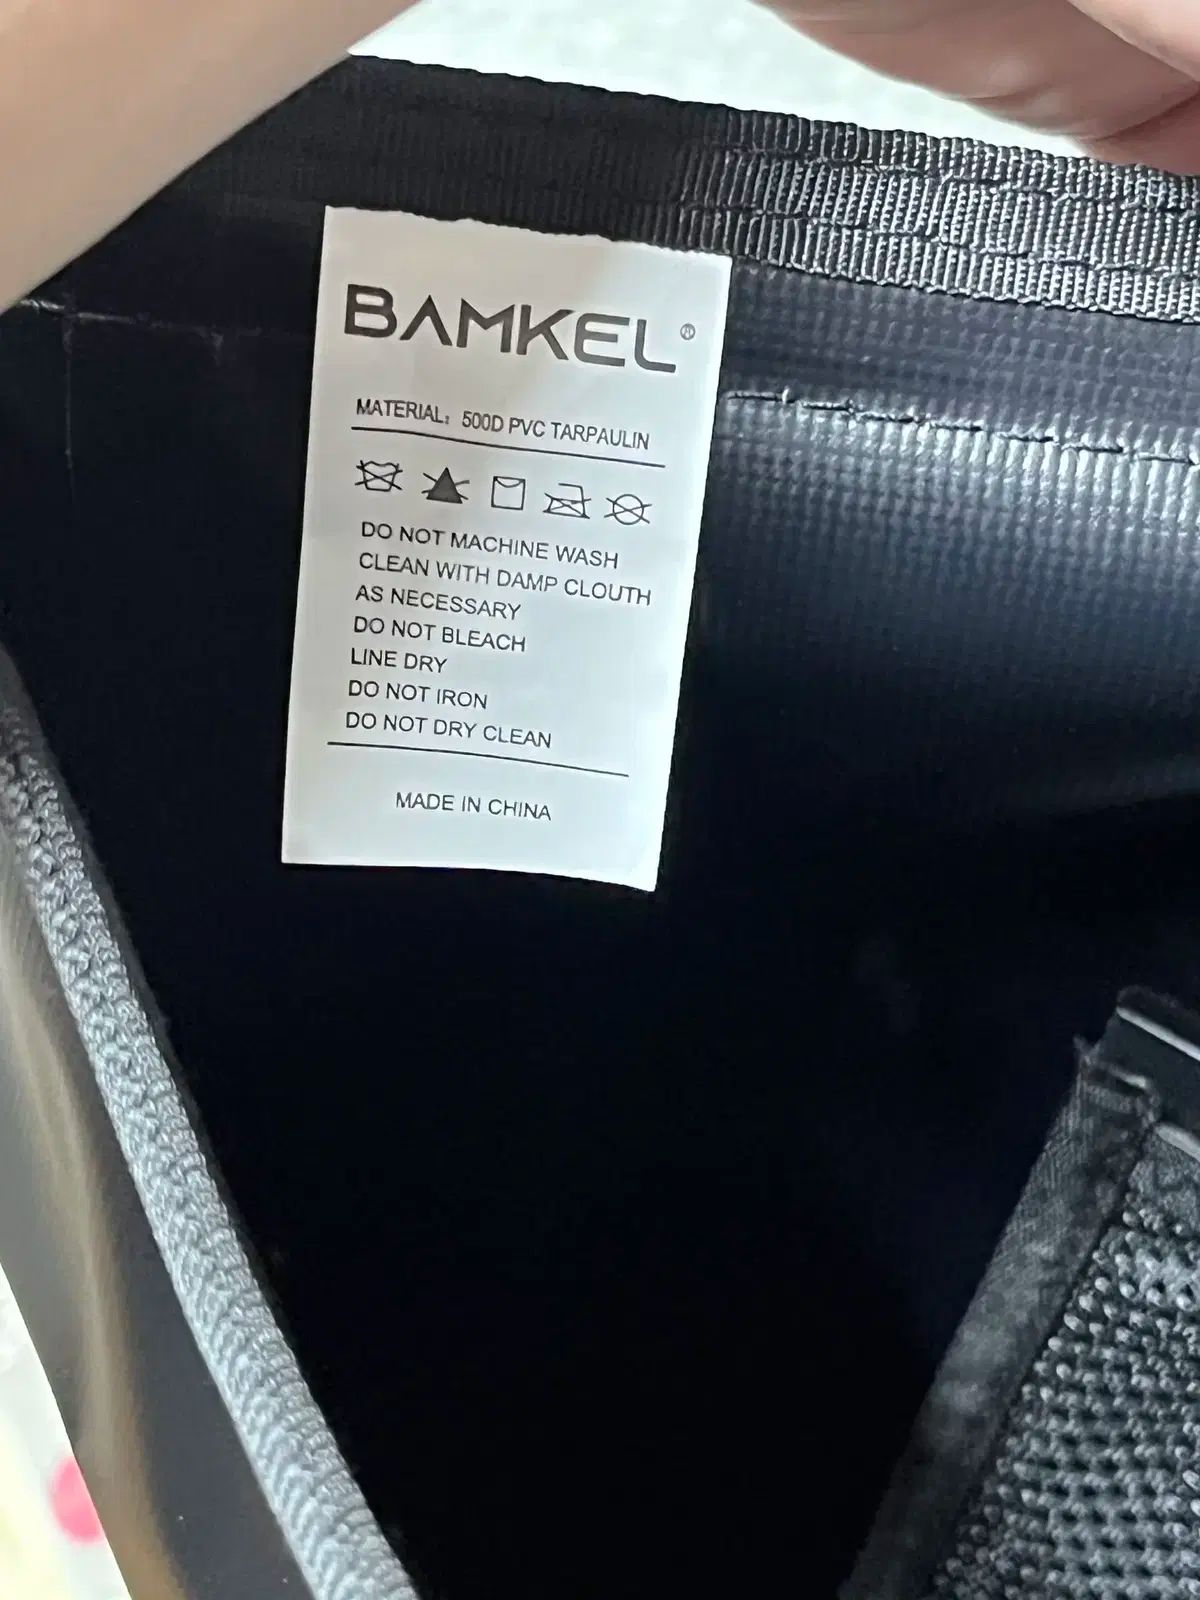 BAMKEL®
MATERIAL: 500D PVC TARPAULIN
DO NOT MACHINE WASH
CLEAN WITH DAMP CLOUTH
AS NECESSARY
DO NOT BLEACH
LINE DRY
DO NOT IRON
DO NOT DRY CLEAN
MADE IN CHINA